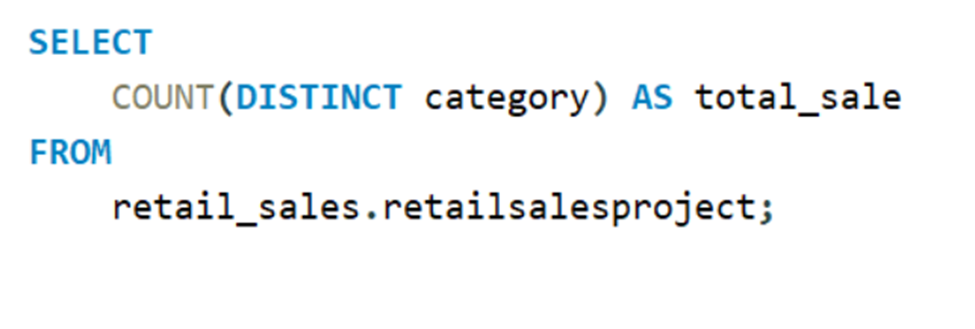 SELECT
COUNT(DISTINCT category) AS total_sale
FROM
retail_sales.retailsalesproject;